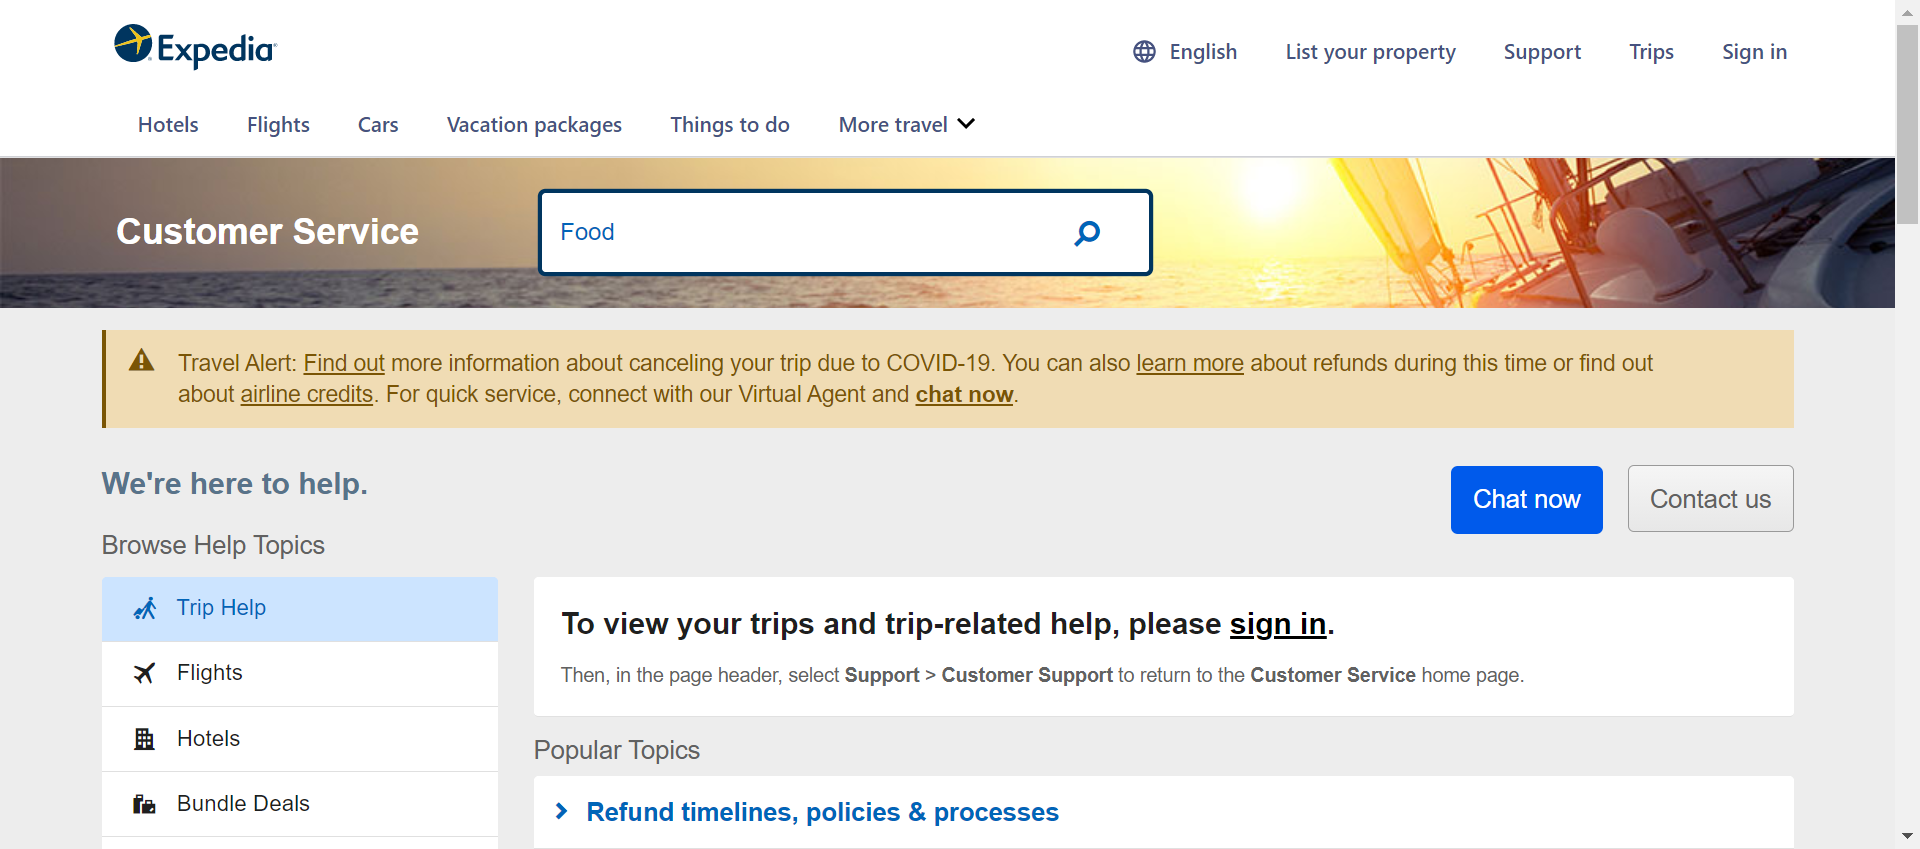 Expedia
English List your property Support Trips Sign in
Hotels Flights Cars Vacation packages Things to do More travel
Customer Service
Food
Travel Alert: Find out more information about canceling your trip due to COVID-19. You can also learn more about refunds during this time or find out
about airline credits. For quick service, connect with our Virtual Agent and chat now.
We're here to help.
Chat now
Contact us
Browse Help Topics
Trip Help
Flights
Hotels
Bundle Deals
To view your trips and trip-related help, please sign in.
Then, in the page header, select Support > Customer Support to return to the Customer Service home page.
Popular Topics
Refund timelines, policies & processes